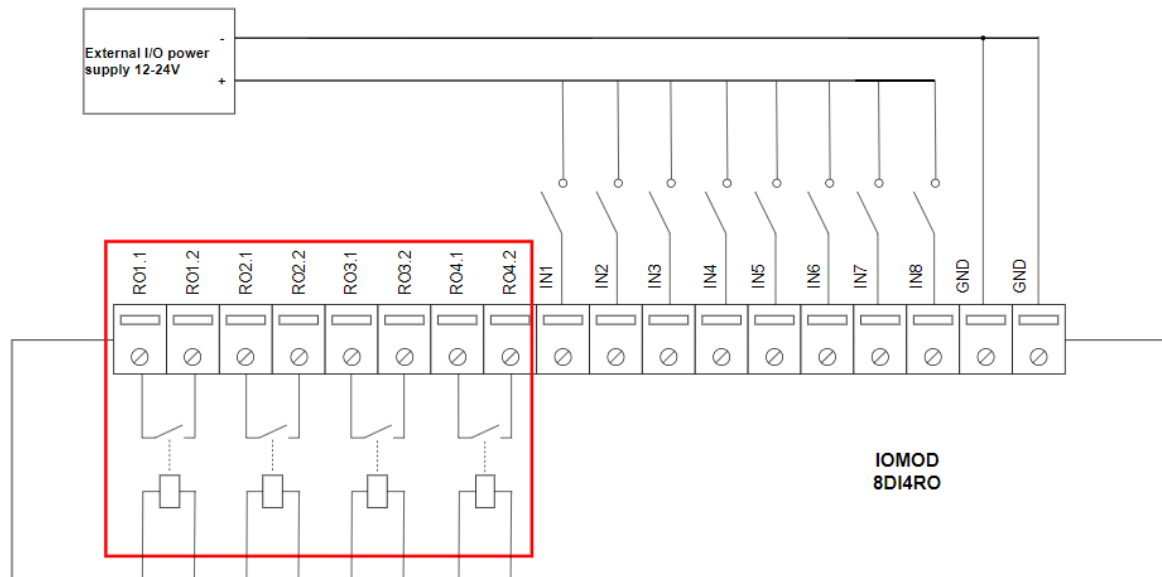 External I/O power
supply 12-24V
-
+
RO1.1
RO1.2
RO2.1
RO2.2
RO3.1
RO3.2
RO4.1
RO4.2
IN1
IN2
IN3
IN4
IN5
IN6
IN7
IN8
GND
GND
IOMOD
8DI4RO